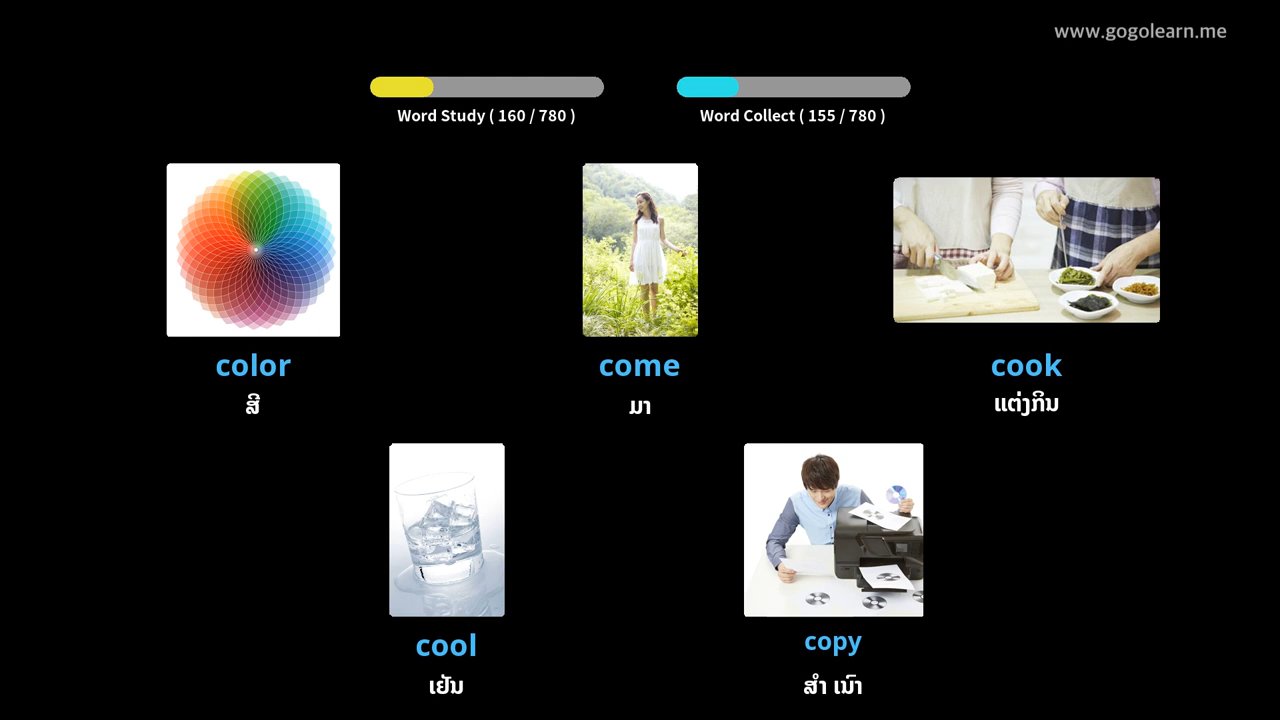 www.gogolearn.me
Word Study ( 160 / 780 )
Word Collect ( 155 / 780 )
color
ສີ
come
ມາ
cook
ແຕ່ງກິນ
cool
ເຢັນ
copy
ສຳ ເນົາ